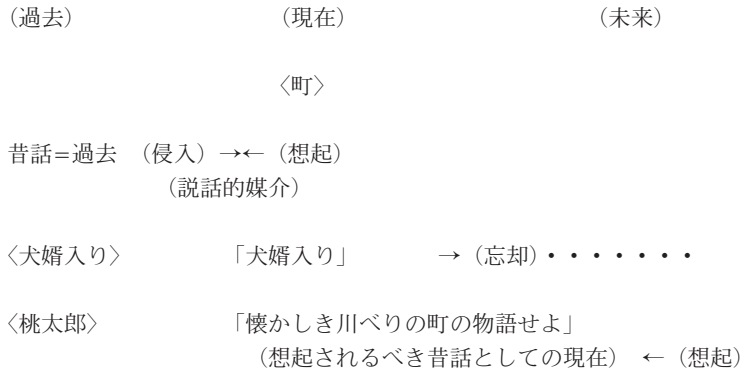 （過去）　（現在）　（未来）
〈町〉
昔話=過去　（侵入）→←（想起）
（説話的媒介）
〈犬婿入り〉　「犬婿入り」　→（忘却）・・・・・・・
〈桃太郎〉　「懐かしき川べりの町の物語せよ」
（想起されるべき昔話としての現在）　←（想起）